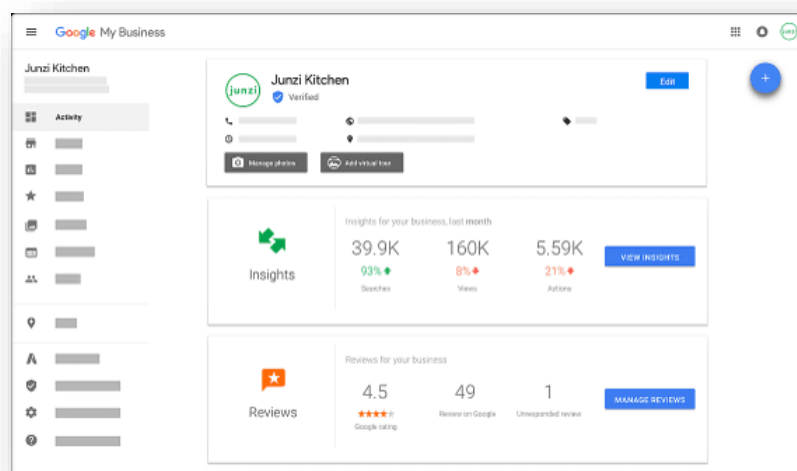 Google My Business
junzi
Junzi Kitchen
Activity
junzi
Junzi Kitchen
Verified
Edit
Manage photos
Add virtual tour
+
Insights
Insights for your business, last month
39.9K
160K
5.59K
93%
8%
21%
Searches
Views
Actions
VIEW INSIGHTS
Reviews
Reviews for your business
4.5
49
1
Google rating
Review on Google
Unresponded review
MANAGE REVIEWS